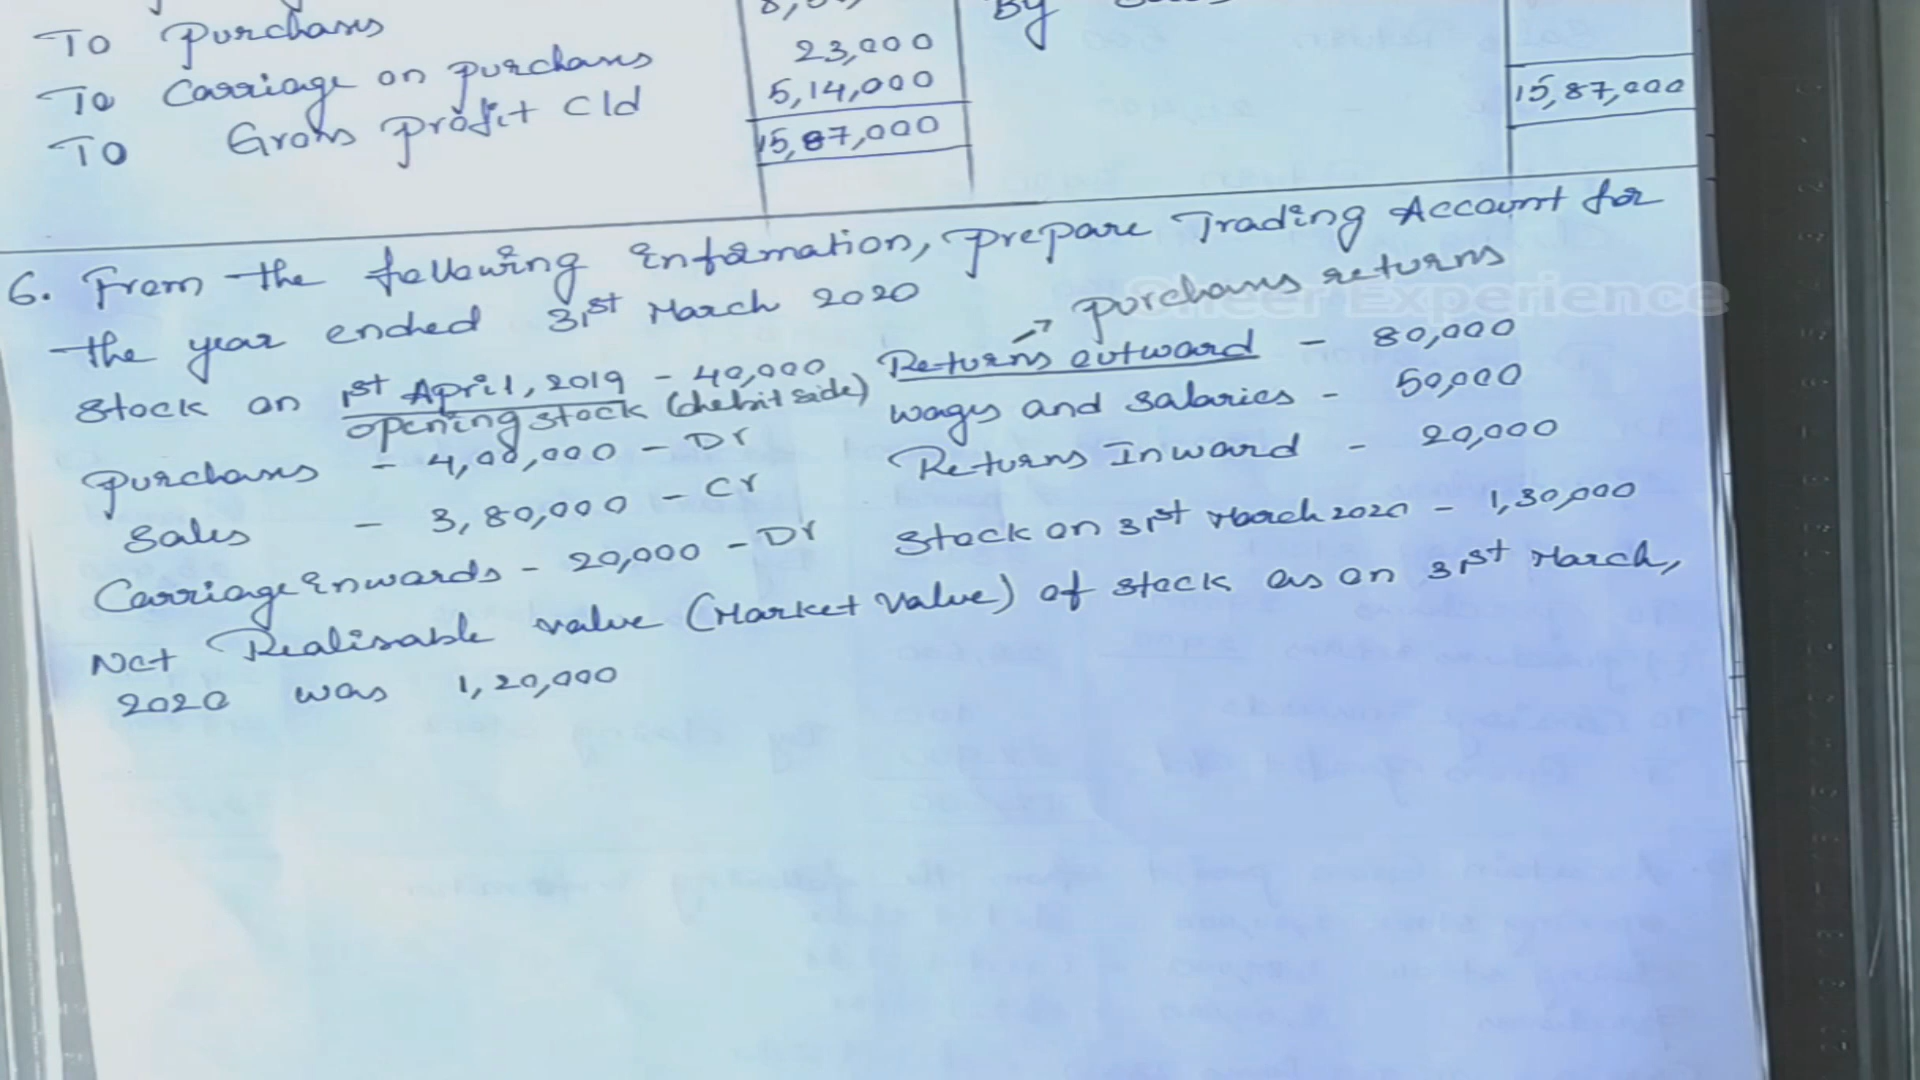 To purchases
23,000
To Carriage on purchases
5,14,000
15,87,000
To Gross profit c/d
15,87,000
By
6. From the following information, prepare Trading Account for
the year ended 31st March 2020
purchases returns
Cheer Experience
Stock on 1st April, 2019 - 40,000
opening stock (debit side)
Returns outward - 80,000
purchases - 4,00,000 - Dr
wages and salaries - 50,000
Sales - 3,80,000 - Cr
Returns Inward - 20,000
Carriage inwards - 20,000 - Dr
Stock on 31st March 2020 - 1,30,000
Net Realisable value (Market value) of stock as on 31st March,
2020 was 1,20,000